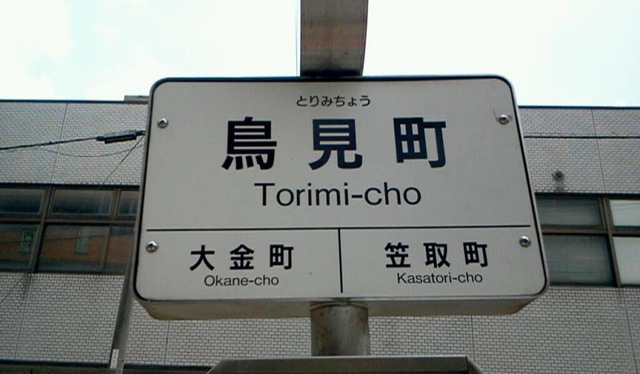 とりみちょう
鳥見町
Torimi-cho
大金町
Okane-cho
笠取町
Kasatori-cho